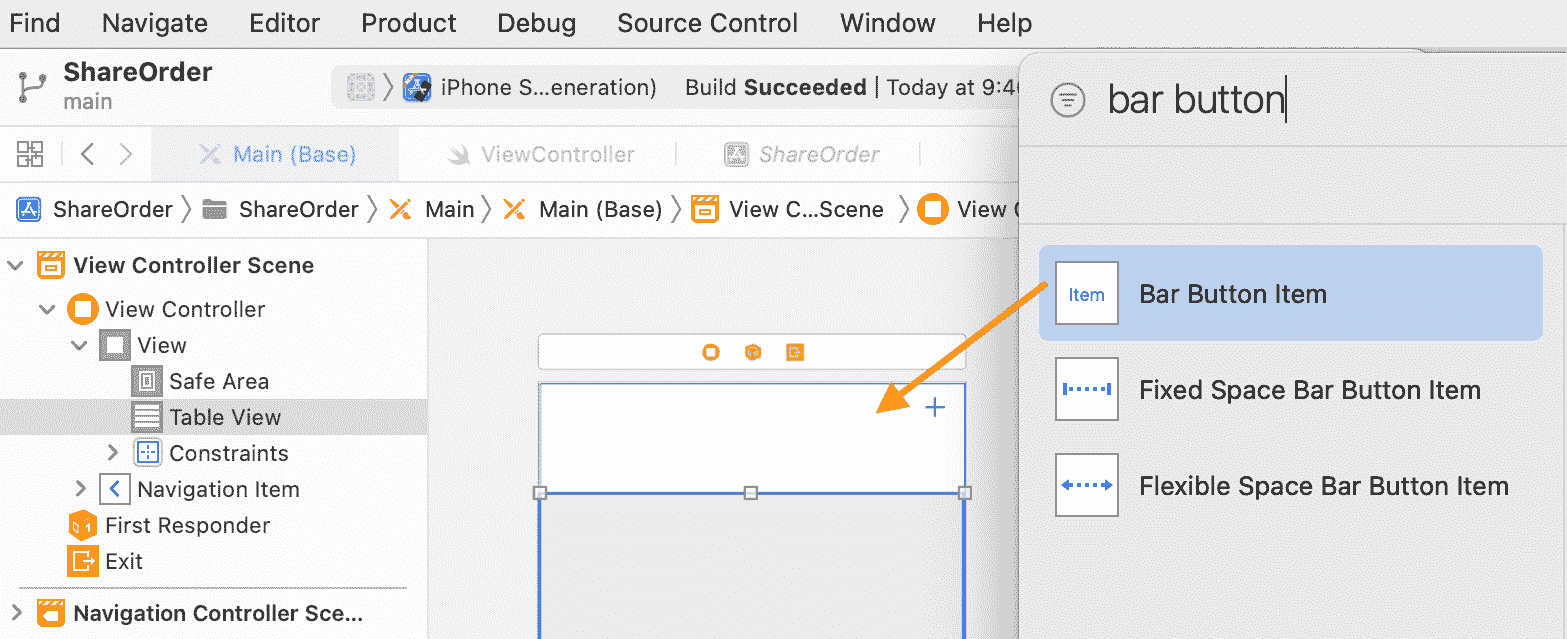 Find Navigate Editor Product Debug Source Control Window Help
ShareOrder
main
iPhone S...eneration) Build Succeeded | Today at 9:4
bar button
Main (Base) ViewController ShareOrder
ShareOrder ShareOrder Main Main (Base) View C...Scene View
View Controller Scene
View Controller
View
Safe Area
Table View
Constraints
Navigation Item
First Responder
Exit
Navigation Controller Sce...
Item Bar Button Item
Fixed Space Bar Button Item
Flexible Space Bar Button Item